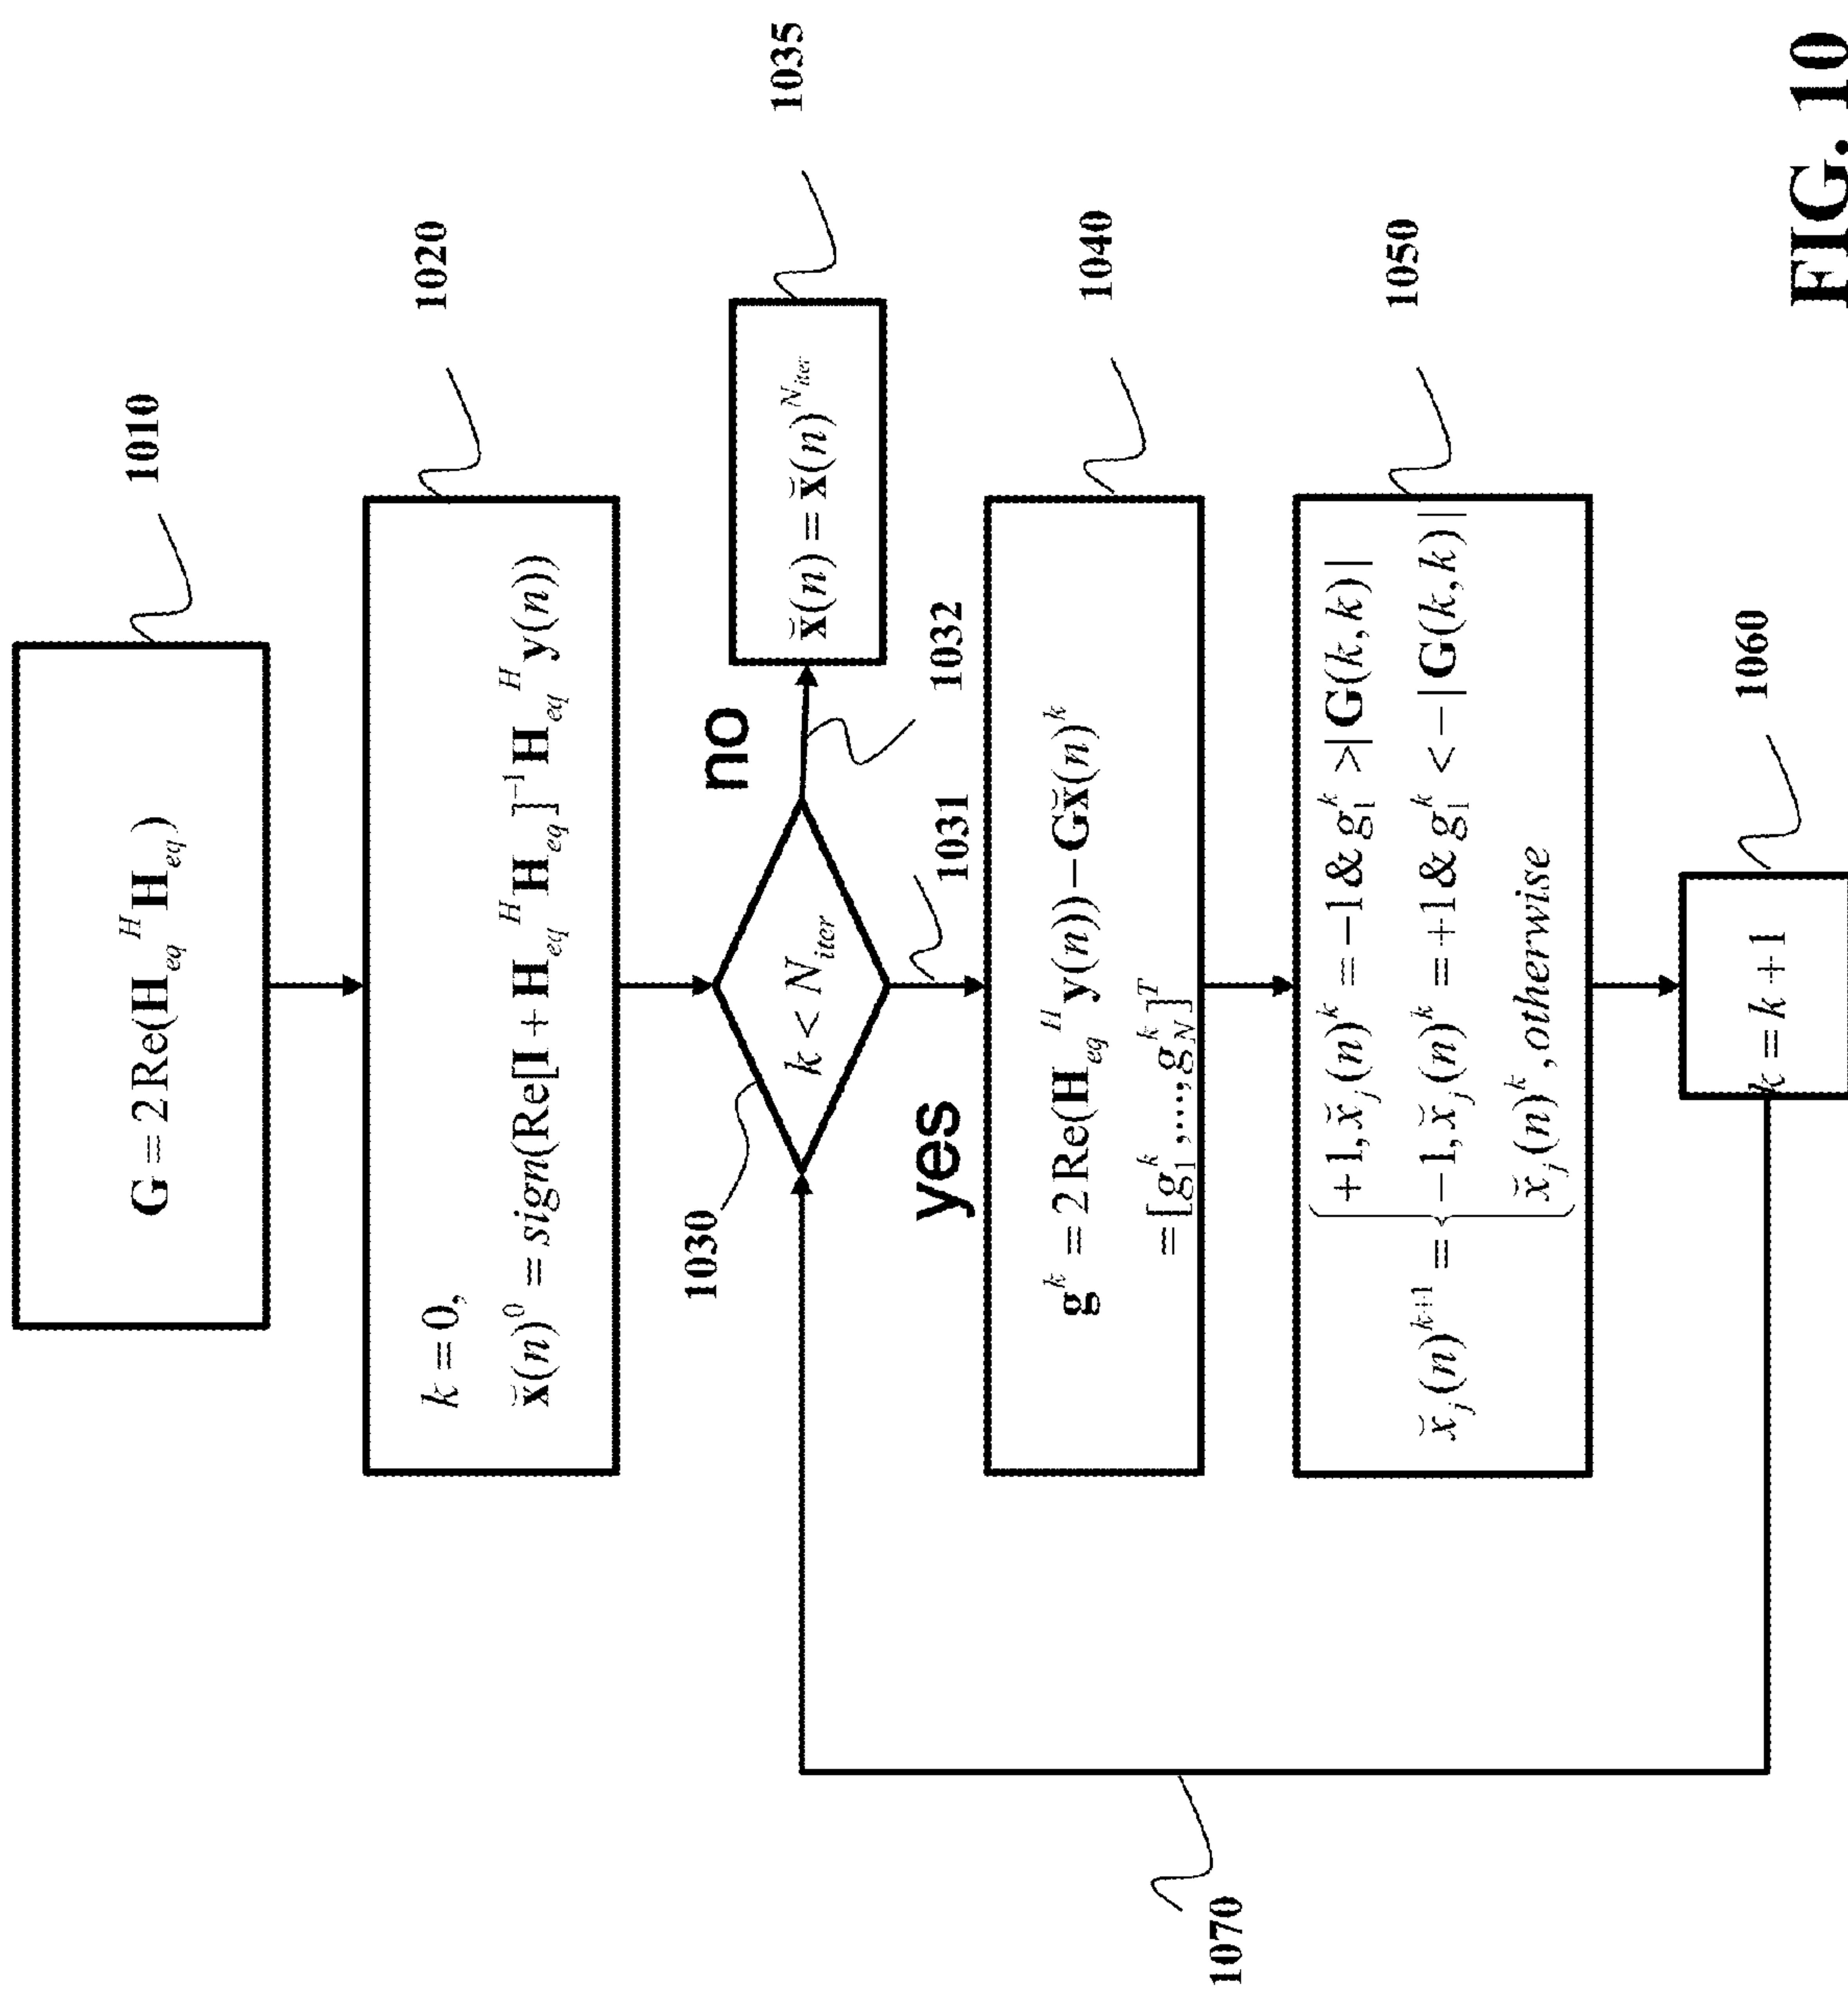 1010
G = 2Re(H_eq^H H_eq)
1020
k = 0,
x̆(n)^0 = sign(Re[I + H_eq^H H_eq]^−1 H_eq^H y(n))
1030
k < N_iter
no
1032
1035
x̆(n) = x̆(n)^N_iter
yes
1031
1040
g^k = 2Re(H_eq^H y(n)) − Gx̆(n)^k
= [g_1^k ,..., g_N^k]^T
1050
+1, x̆_j(n)^k = −1 & g_1^k >| G(k,k) |
x̆_j(n)^k+1 = { −1, x̆_j(n)^k = +1 & g_1^k < − | G(k,k) |
x̆_j(n)^k , otherwise
1060
k = k + 1
1070
FIG. 10